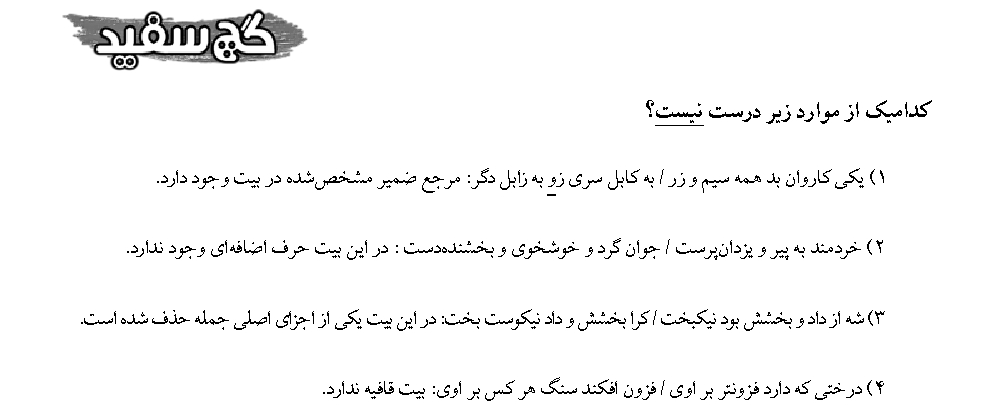 گچ سفید
کدامیک از موارد زیر درست نیست؟
۱) یکی کاروان بد همه سیم و زر / به کابل سری زو به زابل دگر: مرجع ضمیر مشخص‌شده در بیت وجود دارد.
۲) خردمند به پیر و یزدان‌پرست / جوان گرد و خوشخوی و بخشنده‌دست : در این بیت حرف اضافه‌ای وجود ندارد.
۳) شه از داد و بخشش بود نیکبخت / کرا بخشش و داد نیکوست بخت: در این بیت یکی از اجزای اصلی جمله حذف شده است.
۴) درختی که دارد فزونتر بر اوی / فزون افکند سنگ هر کس بر اوی: بیت قافیه ندارد.